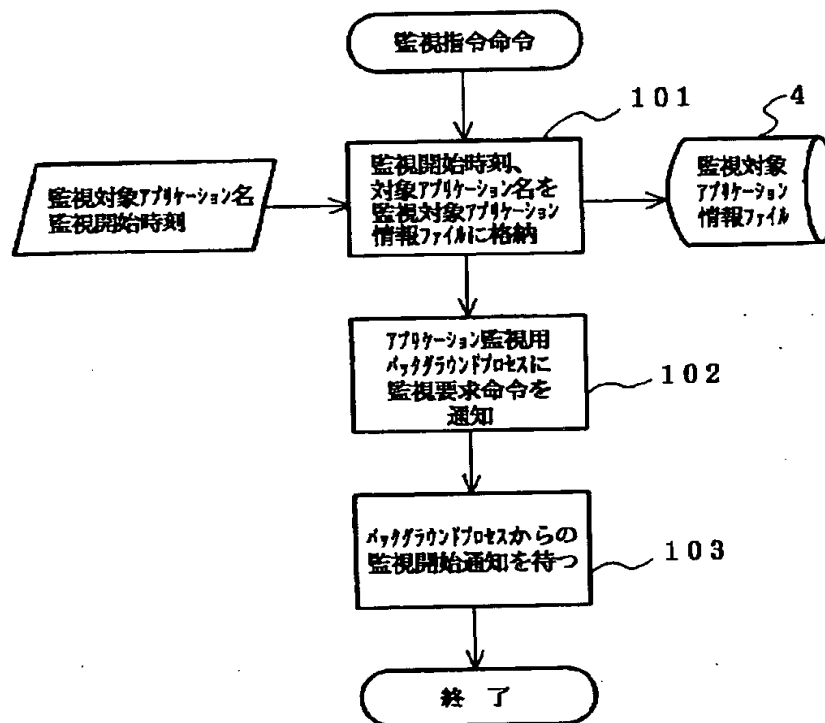 監視指令命令
101
4
監視対象アプリケーション名
監視開始時刻
監視開始時刻、
対象アプリケーション名を
監視対象アプリケーション
情報ファイルに格納
監視対象
アプリケーション
情報ファイル
アプリケーション監視用
バックグラウンドプロセスに
監視要求命令を
通知
102
バックグラウンドプロセスからの
監視開始通知を待つ
103
終 了